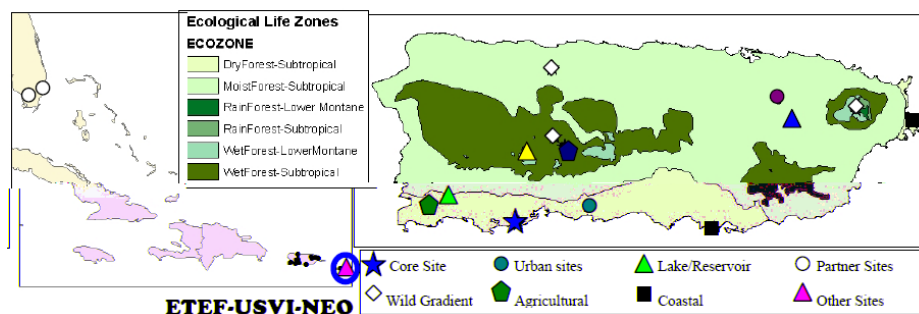 Ecological Life Zones
ECOZONE
DryForest-Subtropical
MoistForest-Subtropical
RainForest-Lower Montane
RainForest-Subtropical
WetForest-LowerMontane
WetForest-Subtropical
ETEF-USVI-NEO
Core Site
Urban sites
Lake/Reservoir
Partner Sites
Wild Gradient
Agricultural
Coastal
Other Sites